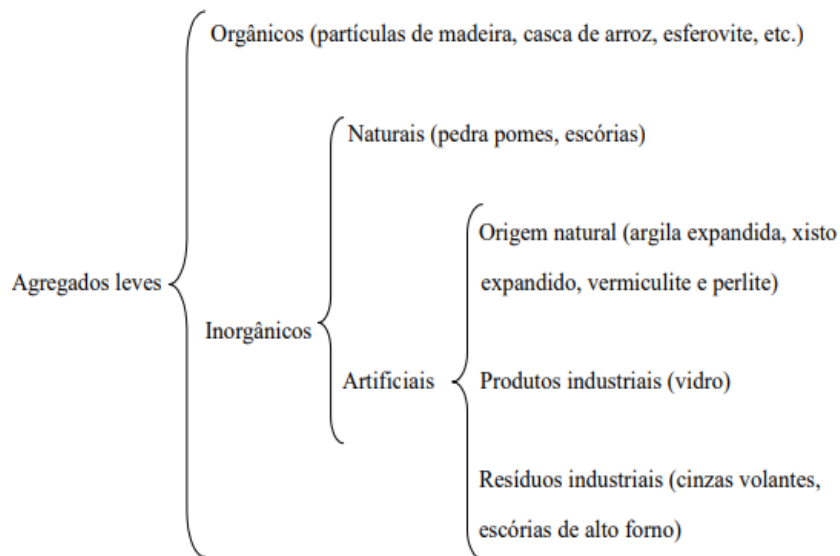 Orgânicos (partículas de madeira, casca de arroz, esferovite, etc.)
Naturais (pedra pomes, escórias)
Origem natural (argila expandida, xisto
expandido, vermiculite e perlite)
Agregados leves
Inorgânicos
Artificiais
Produtos industriais (vidro)
Resíduos industriais (cinzas volantes,
escórias de alto forno)